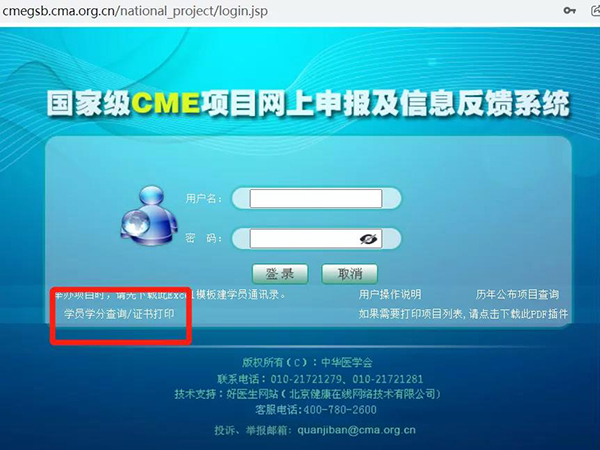 cmegsb.cma.org.cn/national_project/login.jsp
国家级CME项目网上申报及信息反馈系统
用户名：
密 码：
登录 取消
举办项目时，请先下载此Excel模板建学员通讯录。 用户操作说明 历年公布项目查询
学员学分查询/证书打印 如果需要打印项目列表,请点击下载此PDF插件
版权所有(C)：中华医学会
联系电话：010-21721279、010-21721281
技术支持：好医生网站（北京健康在线网络技术有限公司）
客服电话:400-780-2600
投诉、举报邮箱：quanjiban@cma.org.cn